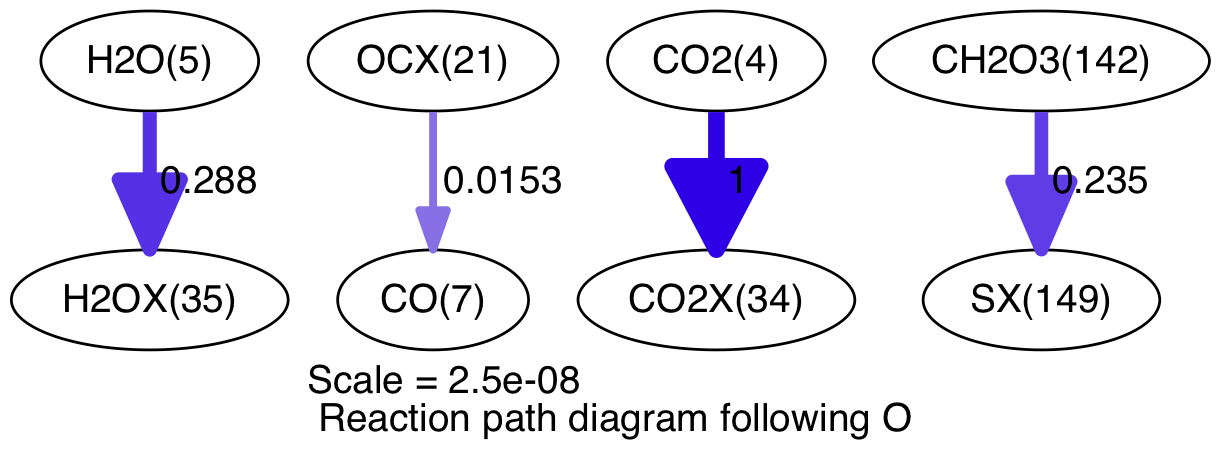 H2O(5) OCX(21) CO2(4) CH2O3(142)
0.288 0.0153 1 0.235
H2OX(35) CO(7) CO2X(34) SX(149)
Scale = 2.5e-08
Reaction path diagram following O